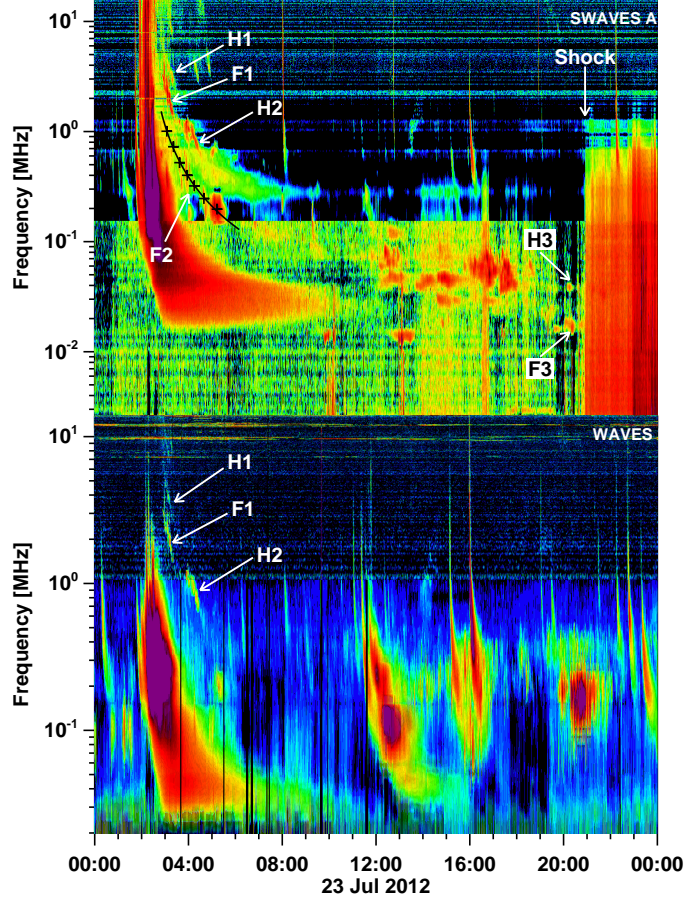 SWAVES A
10¹
H1
F1
Shock
H2
10⁰
Frequency [MHz]
10⁻¹
F2
H3
10⁻²
F3
WAVES
10¹
H1
F1
H2
10⁰
Frequency [MHz]
10⁻¹
00:00 04:00 08:00 12:00 16:00 20:00 00:00
23 Jul 2012